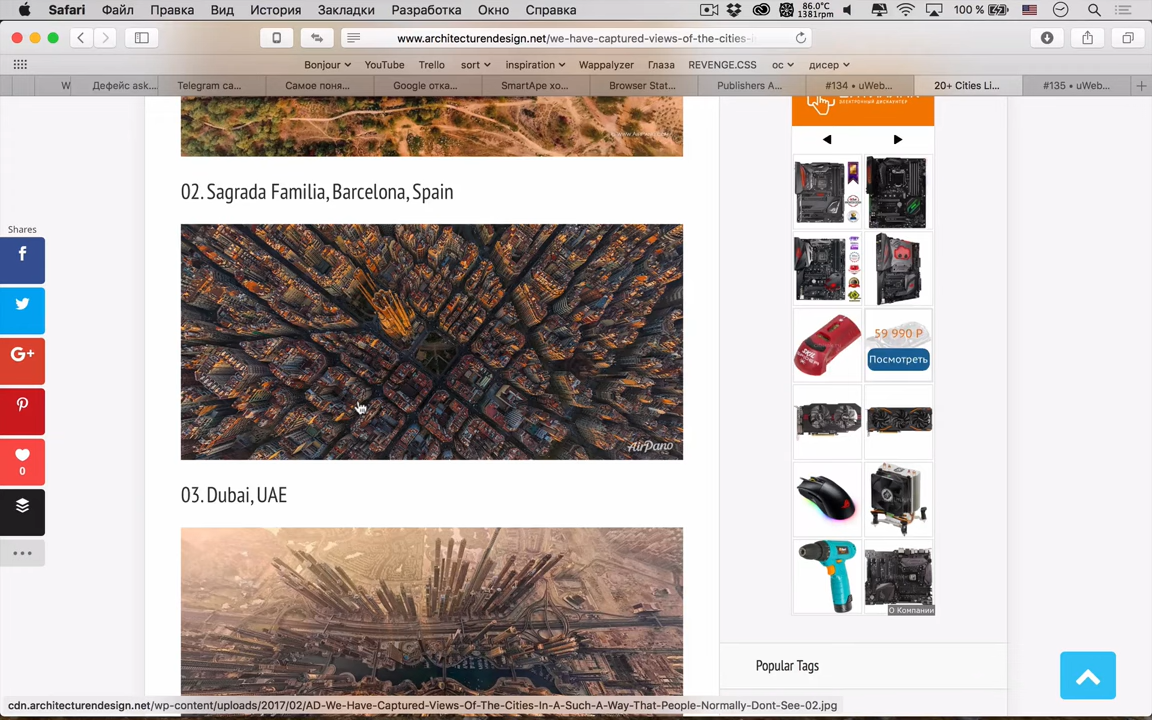 Safari Файл Правка Вид История Закладки Разработка Окно Справка
86.0°C
1381rpm
100 %
www.architecturendesign.net/we-have-captured-views-of-the-cities-i
Bonjour YouTube Trello sort inspiration Wappalyzer Глаза REVENGE.CSS ос дисер
W Дефейс ask... Telegram ca... Самое поня... Google отка... SmartApe хо... Browser Stat... Publishers A... #134 • uWeb... 20+ Cities Li... #135 • uWeb...
02. Sagrada Familia, Barcelona, Spain
Shares
f
G+
0
AirPano
59 990 Р
Посмотреть
03. Dubai, UAE
О Компании
Popular Tags
cdn.architecturendesign.net/wp-content/uploads/2017/02/AD-We-Have-Captured-Views-Of-The-Cities-In-A-Such-A-Way-That-People-Normally-Dont-See-02.jpg